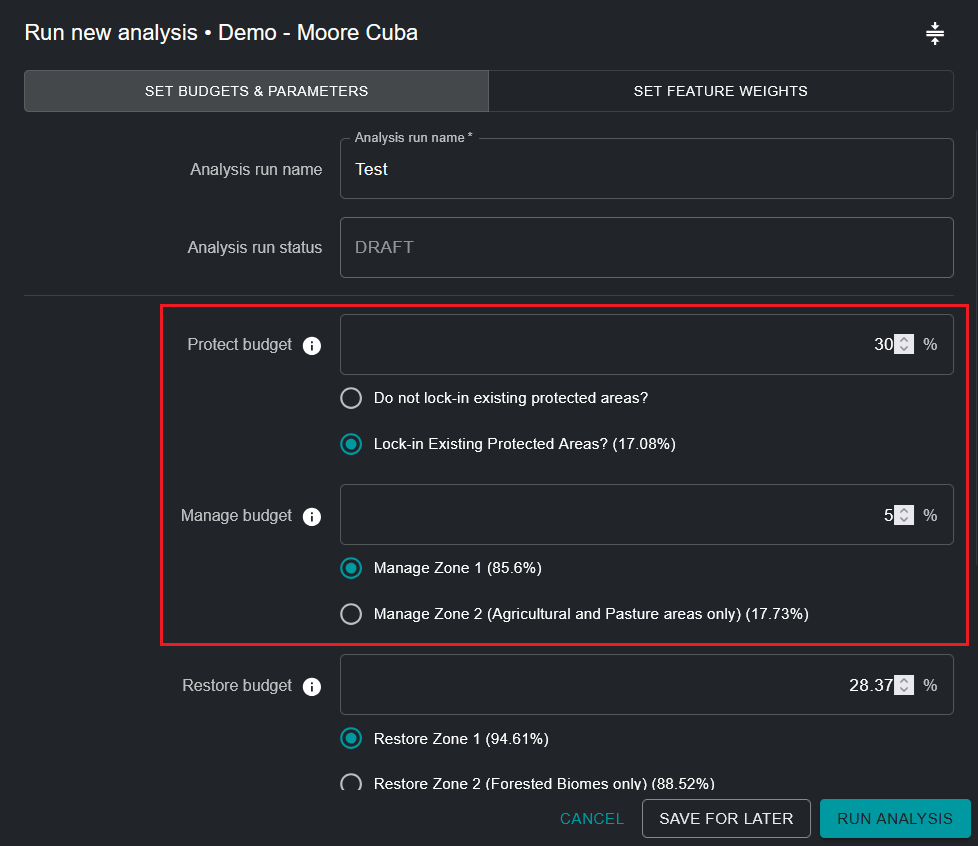 Run new analysis • Demo - Moore Cuba
SET BUDGETS & PARAMETERS
SET FEATURE WEIGHTS
Analysis run name *
Analysis run name
Test
Analysis run status
DRAFT
Protect budget
30 %
Do not lock-in existing protected areas?
Lock-in Existing Protected Areas? (17.08%)
Manage budget
5 %
Manage Zone 1 (85.6%)
Manage Zone 2 (Agricultural and Pasture areas only) (17.73%)
Restore budget
28.37 %
Restore Zone 1 (94.61%)
Restore Zone 2 (Forested Biomes only) (88.52%)
CANCEL
SAVE FOR LATER
RUN ANALYSIS